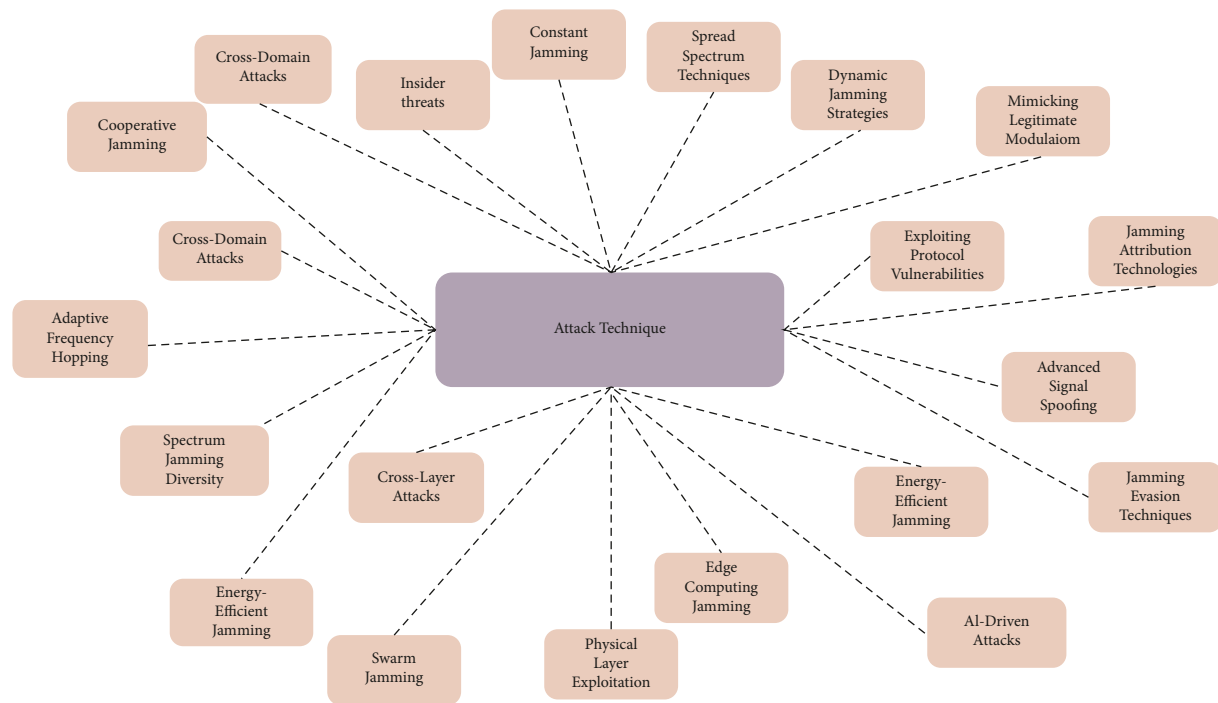 Constant
Jamming
Spread
Spectrum
Techniques
Cross-Domain
Attacks
Insider
threats
Dynamic
Jamming
Strategies
Mimicking
Legitimate
Modulaiom
Cooperative
Jamming
Cross-Domain
Attacks
Exploiting
Protocol
Vulnerabilities
Jamming
Attribution
Technologies
Adaptive
Frequency
Hopping
Attack Technique
Advanced
Signal
Spoofing
Spectrum
Jamming
Diversity
Cross-Layer
Attacks
Energy-
Efficient
Jamming
Jamming
Evasion
Techniques
Energy-
Efficient
Jamming
Edge
Computing
Jamming
AI-Driven
Attacks
Swarm
Jamming
Physical
Layer
Exploitation